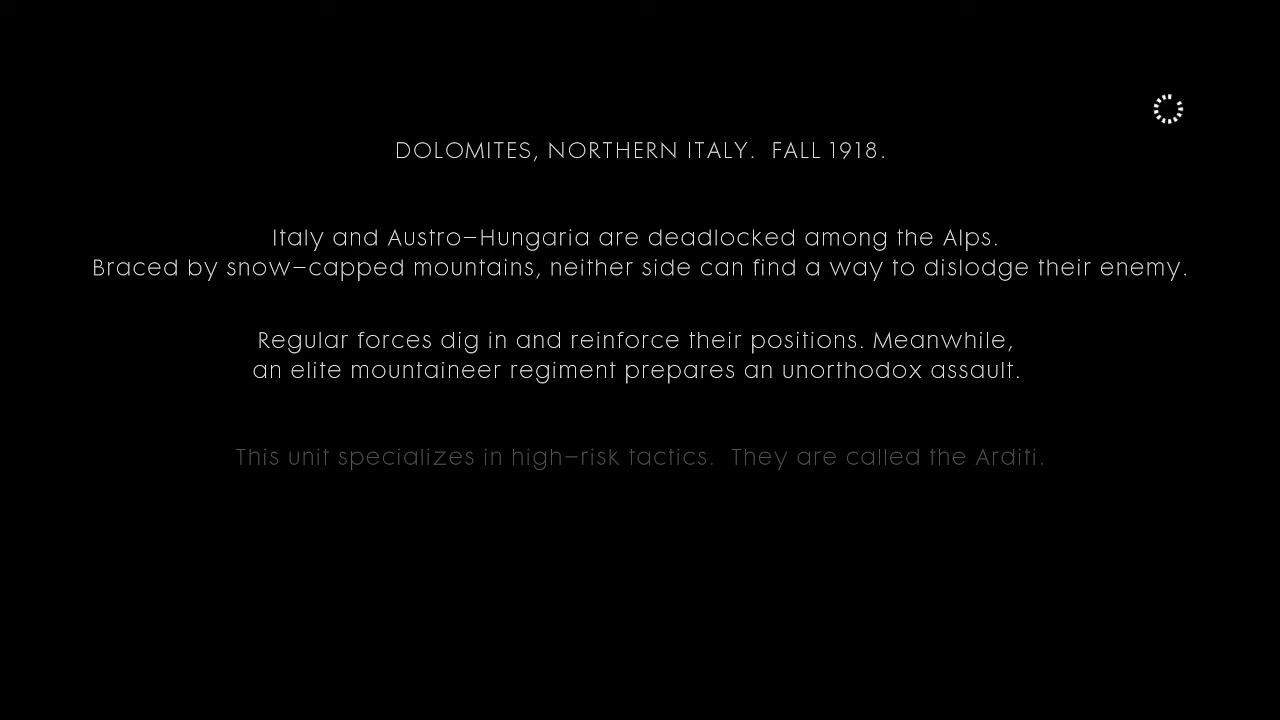 DOLOMITES, NORTHERN ITALY. FALL 1918.
Italy and Austro-Hungaria are deadlocked among the Alps.
Braced by snow-capped mountains, neither side can find a way to dislodge their enemy.
Regular forces dig in and reinforce their positions. Meanwhile,
an elite mountaineer regiment prepares an unorthodox assault.
This unit specializes in high-risk tactics. They are called the Arditi.